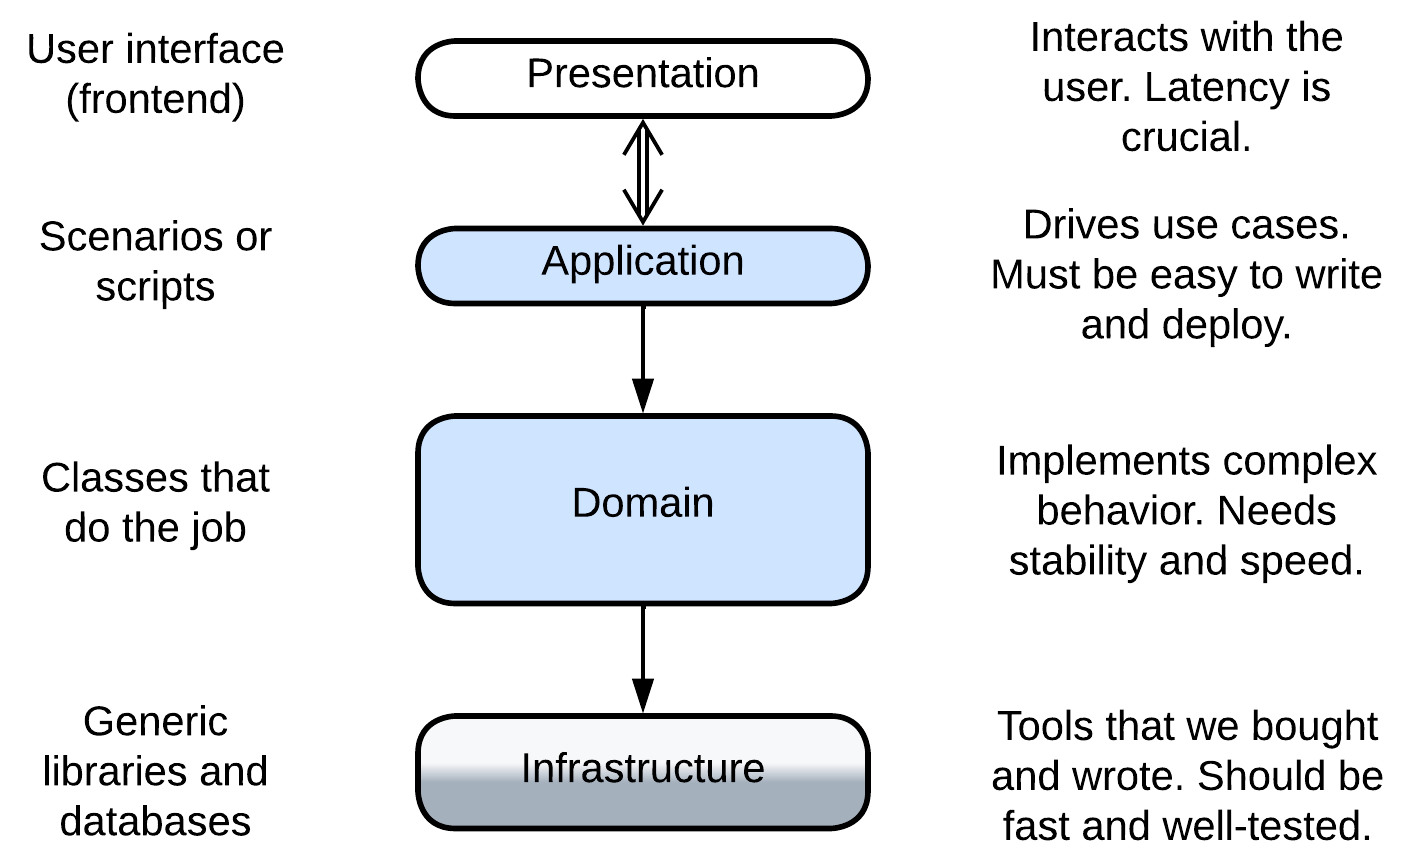 User interface
(frontend)
Presentation
Interacts with the
user. Latency is
crucial.
Scenarios or
scripts
Application
Drives use cases.
Must be easy to write
and deploy.
Classes that
do the job
Domain
Implements complex
behavior. Needs
stability and speed.
Generic
libraries and
databases
Infrastructure
Tools that we bought
and wrote. Should be
fast and well-tested.